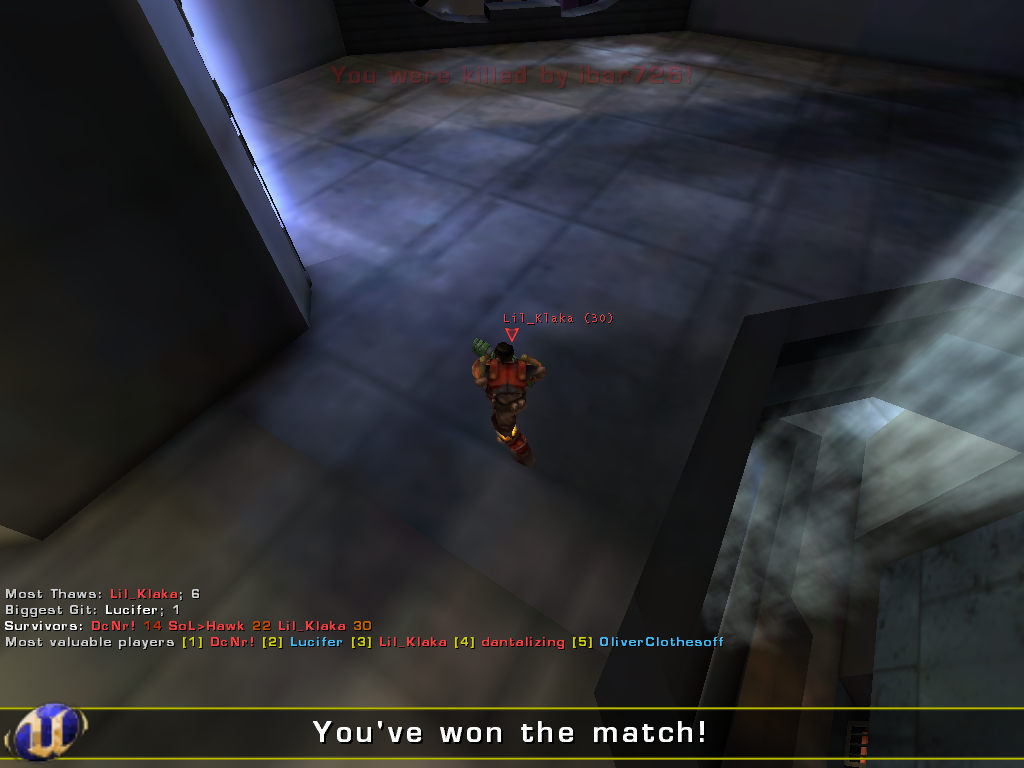 You were killed by ibar726!
Lil_Klaka (30)
Most Thaws: Lil_Klaka; 6
Biggest Git: Lucifer; 1
Survivors: DcNr! 14 SoL>Hawk 22 Lil_Klaka 30
Most valuable players [1] DcNr! [2] Lucifer [3] Lil_Klaka [4] dantalizing [5] OliverClothesoff
You've won the match!